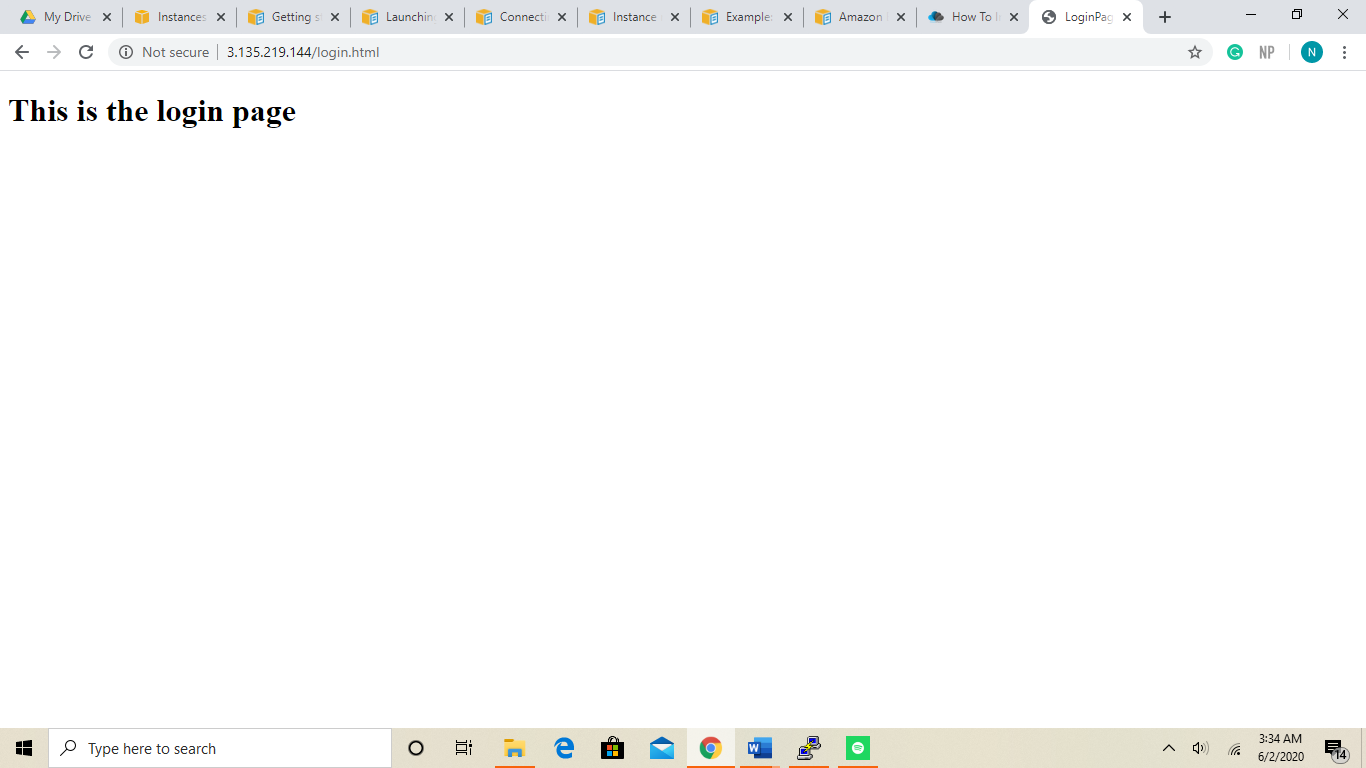 My Drive
Instances
Getting s
Launching
Connecti
Instance
Example:
Amazon
How To I
LoginPag
Not secure
3.135.219.144/login.html
NP
N
This is the login page
Type here to search
3:34 AM
6/2/2020
14